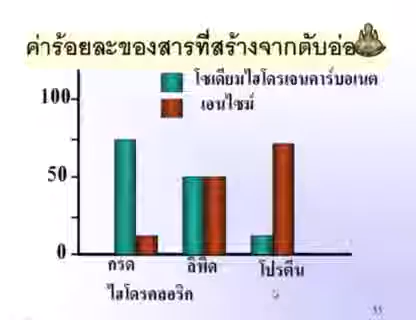 ค่าร้อยละของสารที่สร้างจากตับอ่อน
โซเดียมไฮโดรเจนคาร์บอเนต
เอนไซม์
100
50
0
กรด
ลิพิด
โปรตีน
ไฮโดรคลอริก